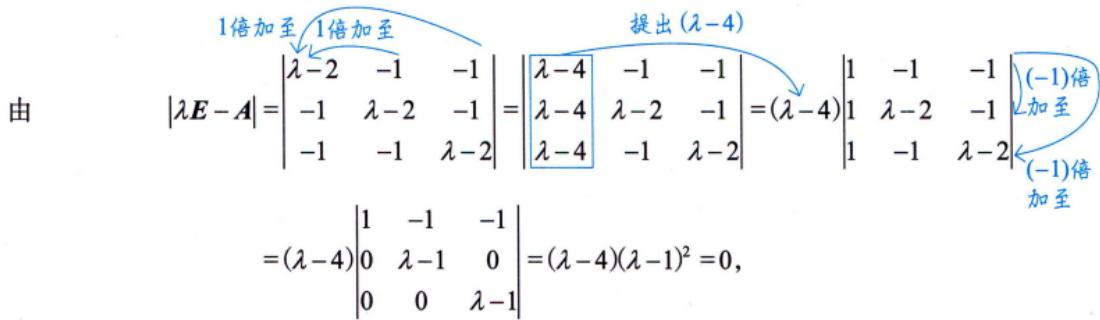 1倍加至 1倍加至 提出(λ−4)
由 |λE−A| = |λ−2 −1 −1| = |λ−4 −1 −1| = (λ−4)|1 −1 −1| (−1)倍
|−1 λ−2 −1| |λ−4 λ−2 −1| |1 λ−2 −1| 加至
|−1 −1 λ−2| |λ−4 −1 λ−2| |1 −1 λ−2| (−1)倍
加至
|1 −1 −1|
=(λ−4)|0 λ−1 0| =(λ−4)(λ−1)²=0,
|0 0 λ−1|